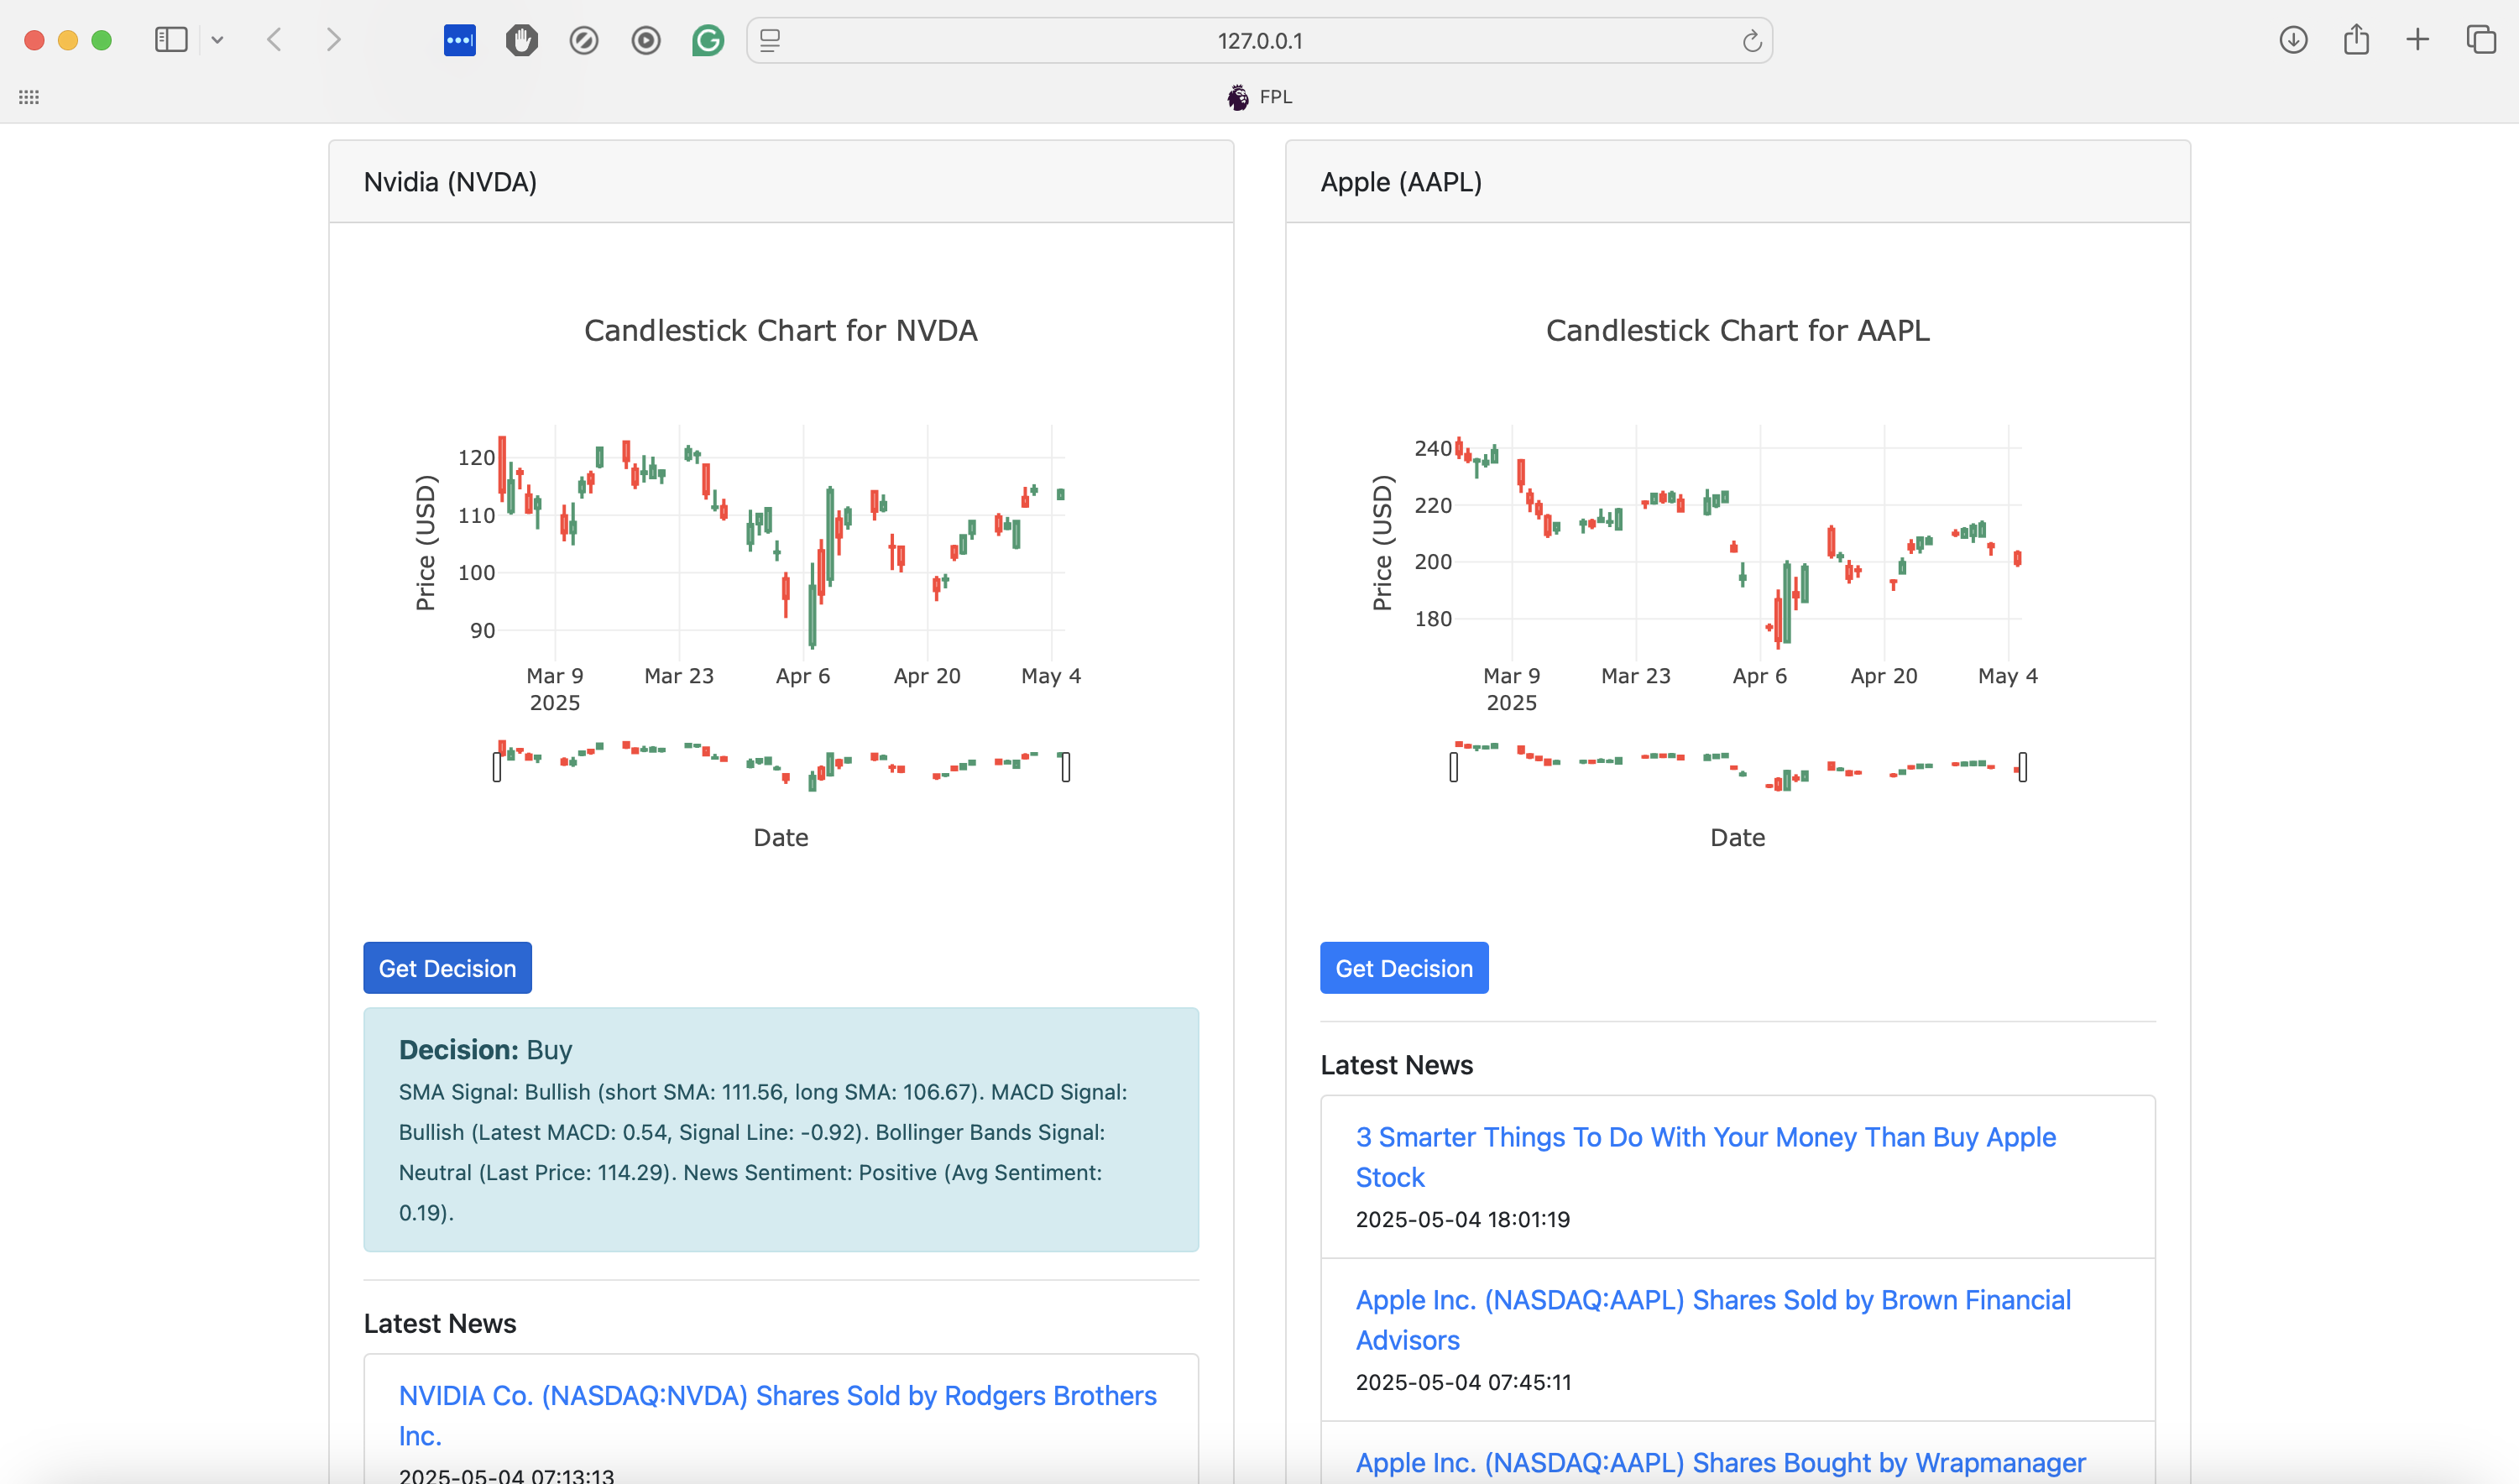 127.0.0.1
FPL
Nvidia (NVDA)
Candlestick Chart for NVDA
Price (USD)
120
110
100
90
Mar 9
2025
Mar 23
Apr 6
Apr 20
May 4
Date
Get Decision
Decision: Buy
SMA Signal: Bullish (short SMA: 111.56, long SMA: 106.67). MACD Signal:
Bullish (Latest MACD: 0.54, Signal Line: -0.92). Bollinger Bands Signal:
Neutral (Last Price: 114.29). News Sentiment: Positive (Avg Sentiment:
0.19).
Latest News
NVIDIA Co. (NASDAQ:NVDA) Shares Sold by Rodgers Brothers
Inc.
2025-05-04 07:13:13
Apple (AAPL)
Candlestick Chart for AAPL
Price (USD)
240
220
200
180
Mar 9
2025
Mar 23
Apr 6
Apr 20
May 4
Date
Get Decision
Latest News
3 Smarter Things To Do With Your Money Than Buy Apple
Stock
2025-05-04 18:01:19
Apple Inc. (NASDAQ:AAPL) Shares Sold by Brown Financial
Advisors
2025-05-04 07:45:11
Apple Inc. (NASDAQ:AAPL) Shares Bought by Wrapmanager